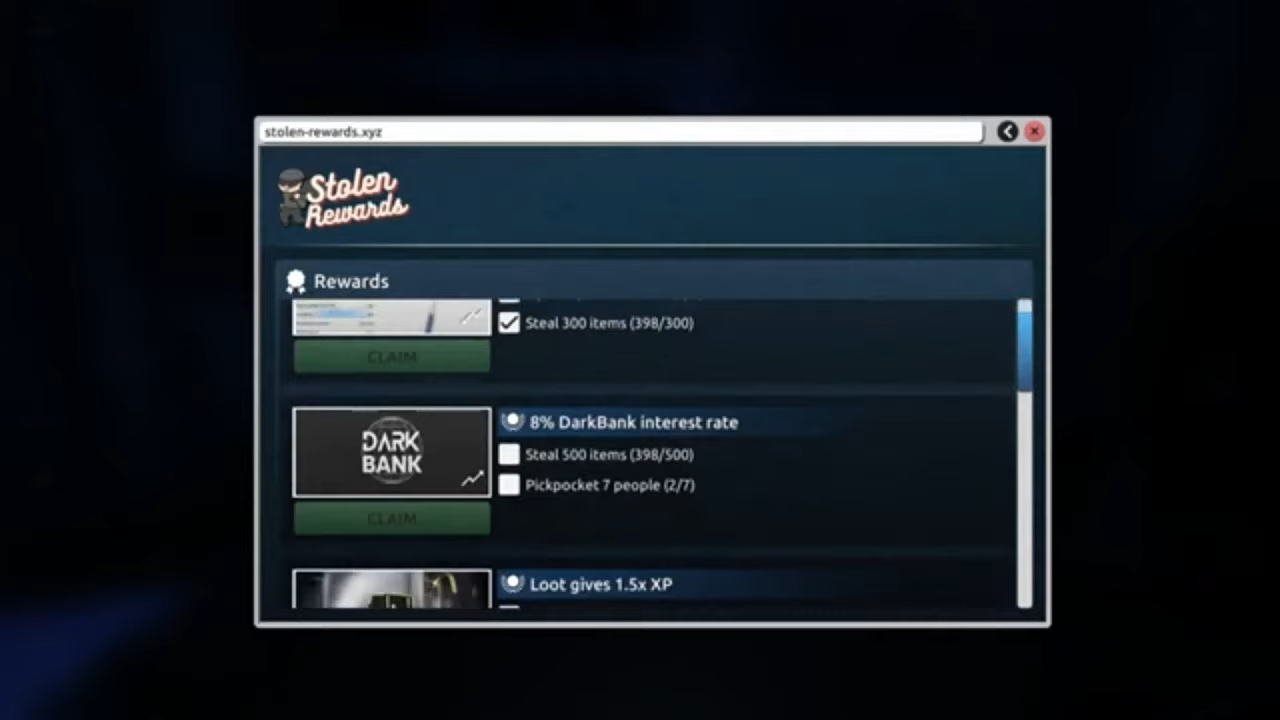 stolen-rewards.xyz
Stolen
Rewards
Rewards
Steal 300 items (398/300)
CLAIM
8% DarkBank interest rate
DARK
BANK
Steal 500 items (398/500)
Pickpocket 7 people (2/7)
CLAIM
Loot gives 1.5x XP